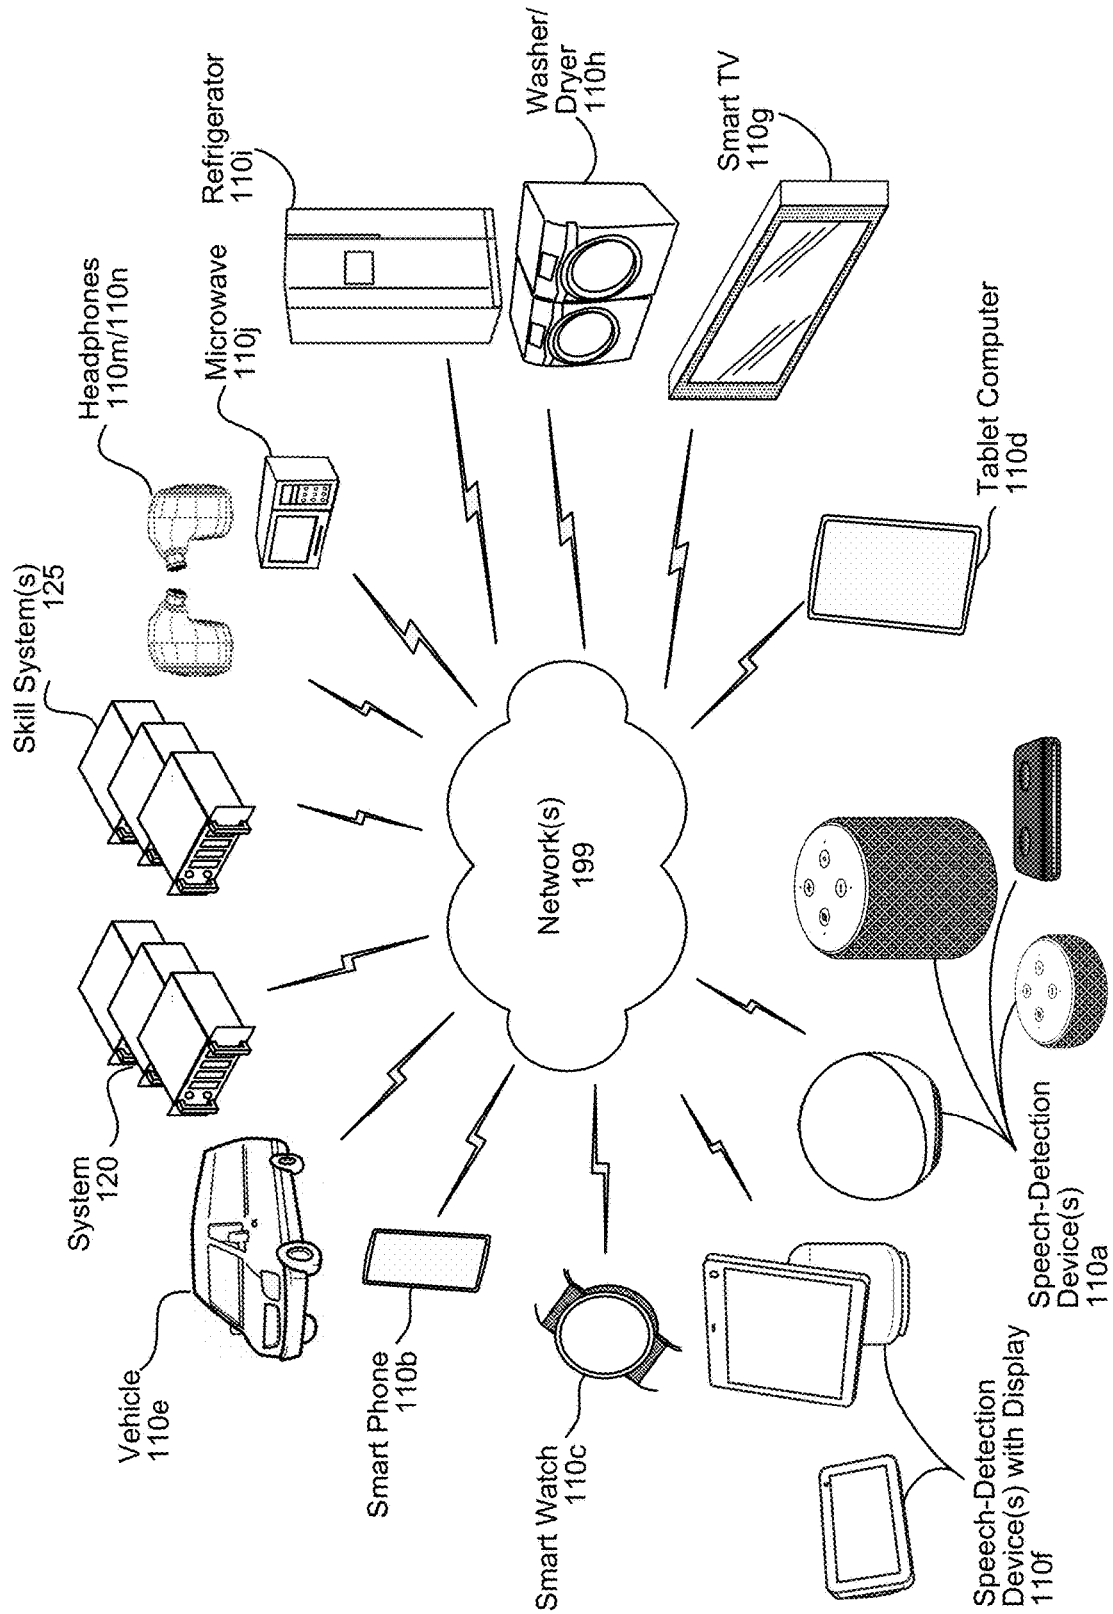 Skill System(s)
125
System
120
Headphones
110m/110n
Vehicle
110e
Microwave
110j
Refrigerator
110i
Smart Phone
110b
Smart Watch
110c
Network(s)
199
Washer/
Dryer
110h
Smart TV
110g
Speech-Detection
Device(s) with Display
110f
Speech-Detection
Device(s)
110a
Tablet Computer
110d